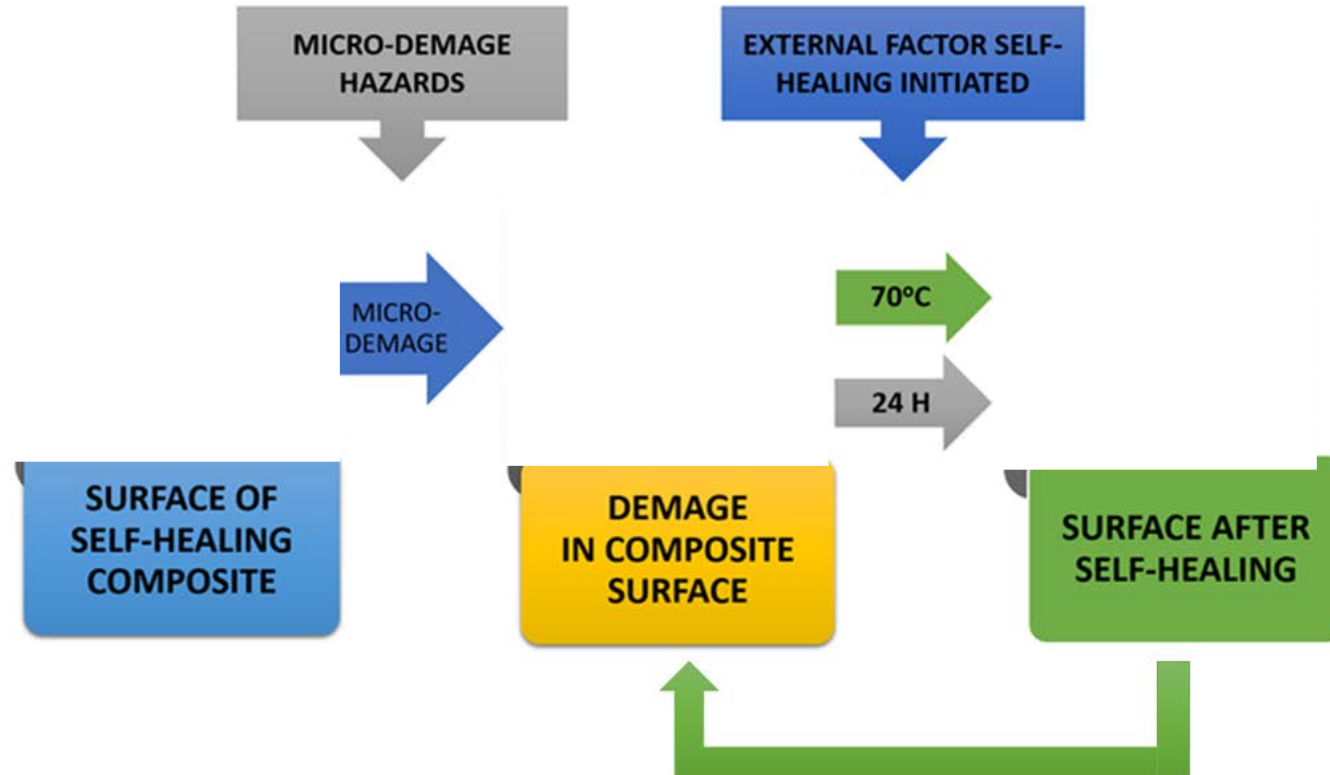 MICRO-DEMAGE
HAZARDS
EXTERNAL FACTOR SELF-
HEALING INITIATED
MICRO-
DEMAGE
70°C
24 H
SURFACE OF
SELF-HEALING
COMPOSITE
DEMAGE
IN COMPOSITE
SURFACE
SURFACE AFTER
SELF-HEALING